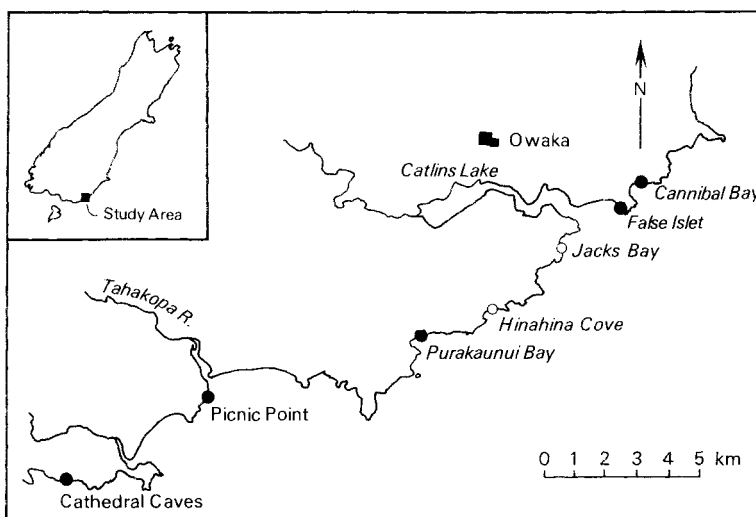 Study Area
N
Owaka
Catlins Lake
Cannibal Bay
False Islet
Jacks Bay
Tahakopa R.
Hinahina Cove
Purakaunui Bay
Picnic Point
0 1 2 3 4 5 km
Cathedral Caves